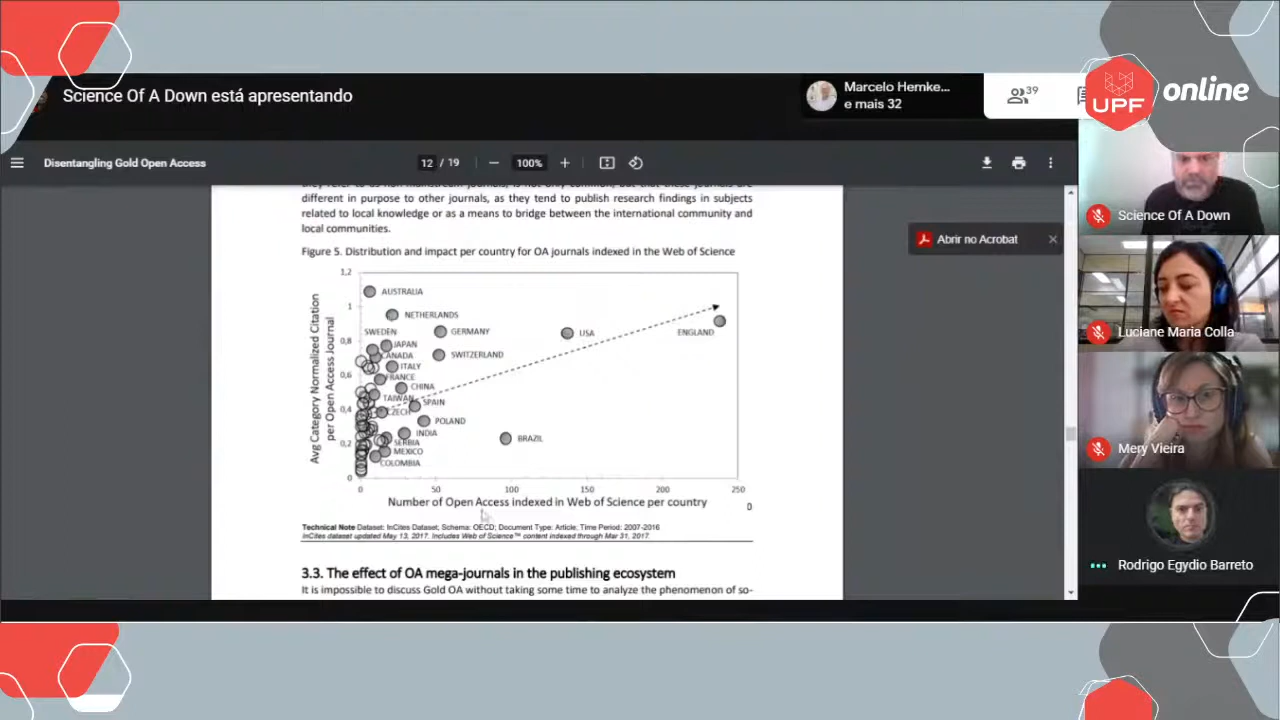 Science Of A Down está apresentando
Marcelo Hemke...
e mais 32
39
UPF online
Disentangling Gold Open Access
12 / 19
100%
different in purpose to other journals, as they tend to publish research findings in subjects
related to local knowledge or as a means to bridge between the international community and
local communities.
Abrir no Acrobat
Figure 5. Distribution and impact per country for OA journals indexed in the Web of Science
Avg Category Normalized Citation
per Open Access Journal
1,2
1
0,8
0,6
0,4
0,2
0
AUSTRALIA
NETHERLANDS
SWEDEN
GERMANY
USA
ENGLAND
JAPAN
CANADA
SWITZERLAND
ITALY
FRANCE
CHINA
TAIWAN
SPAIN
CZECH
POLAND
INDIA
BRAZIL
SERBIA
MEXICO
COLOMBIA
0 50 100 150 200 250
Number of Open Access indexed in Web of Science per country
0
Technical Note Dataset: InCites Dataset; Schema: OECD; Document Type: Article; Time Period: 2007-2016
InCites dataset updated May 13, 2017. Includes Web of Science™ content indexed through Mar 31, 2017.
3.3. The effect of OA mega-journals in the publishing ecosystem
It is impossible to discuss Gold OA without taking some time to analyze the phenomenon of so-
Science Of A Down
Luciane Maria Colla
Mery Vieira
Rodrigo Egydio Barreto